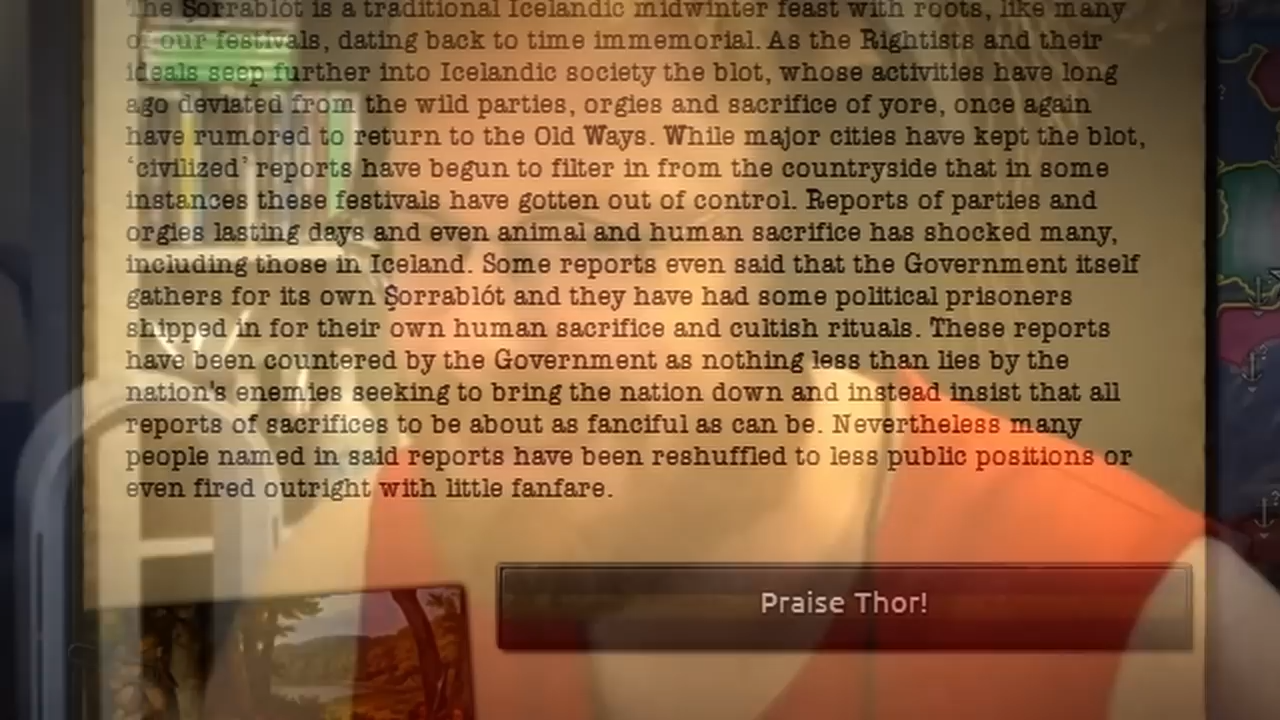 The Şorrablót is a traditional Icelandic midwinter feast with roots, like many
of our festivals, dating back to time immemorial. As the Rightists and their
ideals seep further into Icelandic society the blot, whose activities have long
ago deviated from the wild parties, orgies and sacrifice of yore, once again
have rumored to return to the Old Ways. While major cities have kept the blot,
‘civilized’ reports have begun to filter in from the countryside that in some
instances these festivals have gotten out of control. Reports of parties and
orgies lasting days and even animal and human sacrifice has shocked many,
including those in Iceland. Some reports even said that the Government itself
gathers for its own Şorrablót and they have had some political prisoners
shipped in for their own human sacrifice and cultish rituals. These reports
have been countered by the Government as nothing less than lies by the
nation's enemies seeking to bring the nation down and instead insist that all
reports of sacrifices to be about as fanciful as can be. Nevertheless many
people named in said reports have been reshuffled to less public positions or
even fired outright with little fanfare.
Praise Thor!